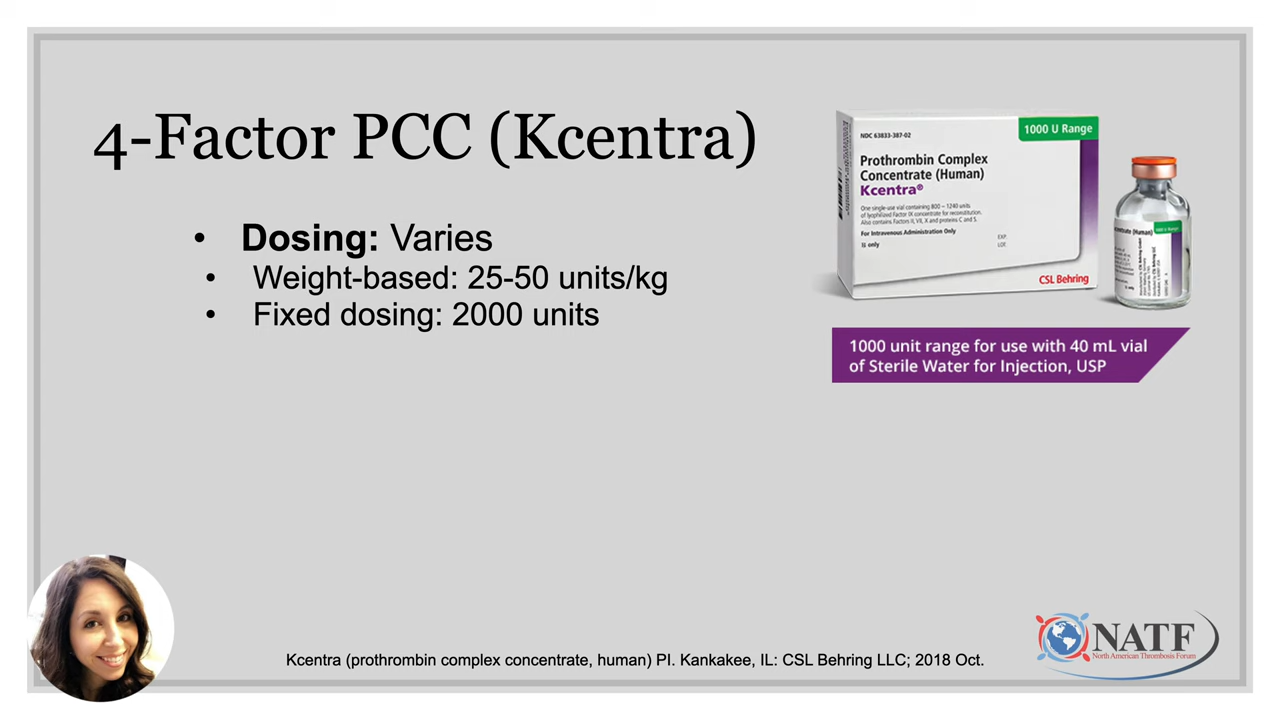 4-Factor PCC (Kcentra)
• Dosing: Varies
• Weight-based: 25-50 units/kg
• Fixed dosing: 2000 units
NDC 63833-387-02
1000 U Range
Prothrombin Complex
Concentrate (Human)
Kcentra®
One single-use vial containing 800 – 1240 units
of lyophilized Factor IX concentrate for reconstitution.
Also contains Factors II, VII, X and proteins C and S.
For Intravenous Administration Only
℞ only
EXP
LOT
CSL Behring
(Human)
1000 unit range for use with 40 mL vial
of Sterile Water for Injection, USP
Kcentra (prothrombin complex concentrate, human) PI. Kankakee, IL: CSL Behring LLC; 2018 Oct.
NATF
North American Thrombosis Forum